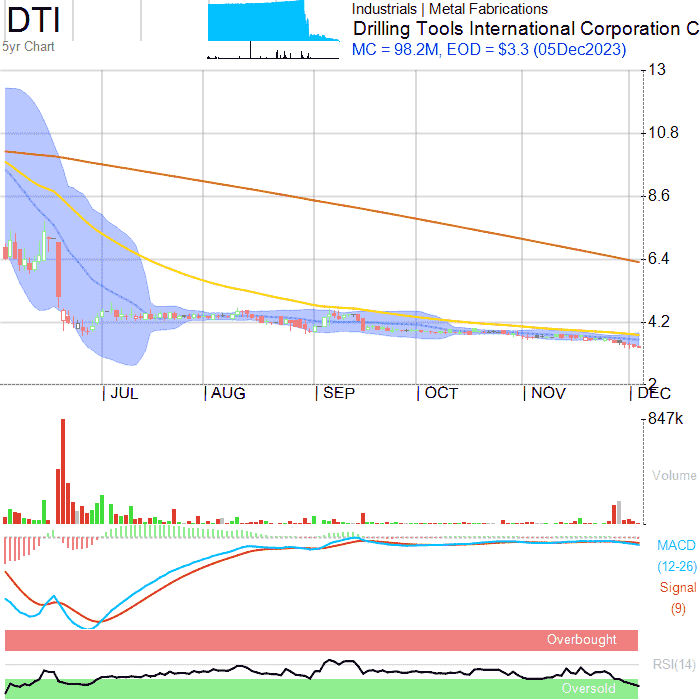 DTI
5yr Chart
Industrials | Metal Fabrications
Drilling Tools International Corporation C
MC = 98.2M, EOD = $3.3 (05Dec2023)
13
10.8
8.6
6.4
4.2
2
JUL
AUG
SEP
OCT
NOV
DEC
847k
Volume
MACD
(12-26)
Signal
(9)
Overbought
RSI(14)
Oversold